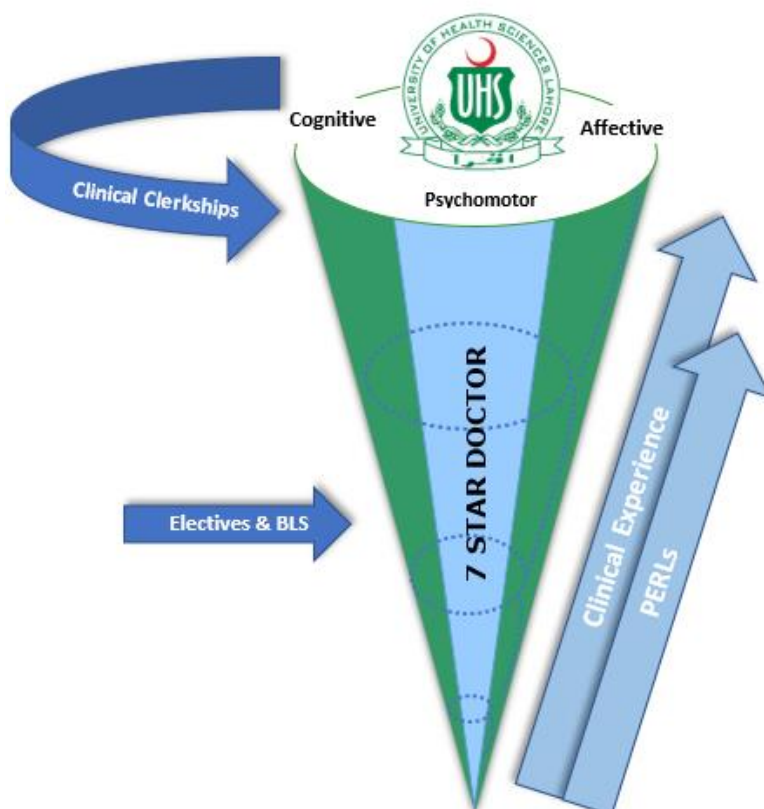 UNIVERSITY OF HEALTH SCIENCES LAHORE
UHS
اقرأ
Cognitive
Affective
Psychomotor
Clinical Clerkships
7 STAR DOCTOR
Electives & BLS
Clinical Experience
PERLs